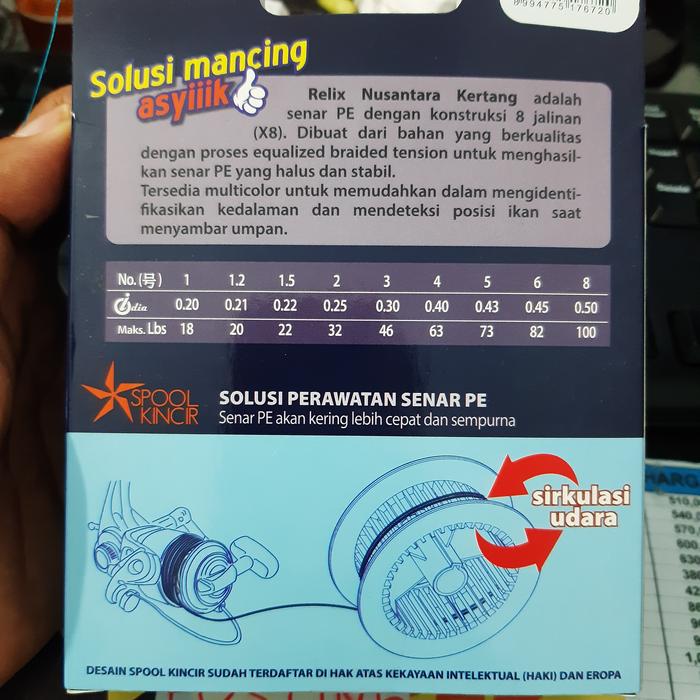 8994775176720
Solusi mancing
asyiiik
Relix Nusantara Kertang adalah
senar PE dengan konstruksi 8 jalinan
(X8). Dibuat dari bahan yang berkualitas
dengan proses equalized braided tension untuk menghasil-
kan senar PE yang halus dan stabil.
Tersedia multicolor untuk memudahkan dalam mengidenti-
fikasikan kedalaman dan mendeteksi posisi ikan saat
menyambar umpan.
No.(号) 1 1.2 1.5 2 3 4 5 6 8
dia 0.20 0.21 0.22 0.25 0.30 0.40 0.43 0.45 0.50
Maks. Lbs 18 20 22 32 46 63 73 82 100
SPOOL
KINCIR
SOLUSI PERAWATAN SENAR PE
Senar PE akan kering lebih cepat dan sempurna
sirkulasi
udara
DESAIN SPOOL KINCIR SUDAH TERDAFTAR DI HAK ATAS KEKAYAAN INTELEKTUAL (HAKI) DAN EROPA